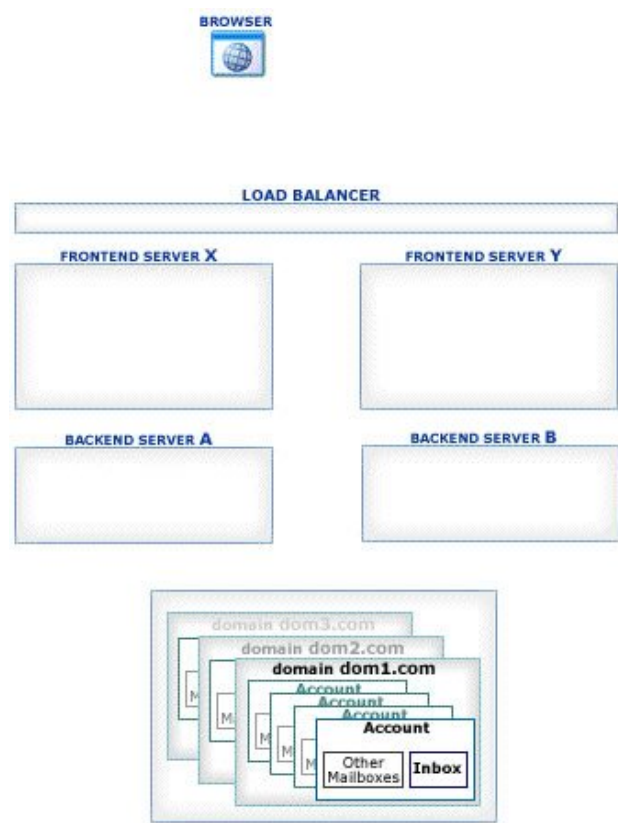 BROWSER
LOAD BALANCER
FRONTEND SERVER X
FRONTEND SERVER Y
BACKEND SERVER A
BACKEND SERVER B
domain dom3.com
domain dom2.com
domain dom1.com
Account
Account
Account
Account
M
M
M
M
M
Other
Mailboxes
Inbox